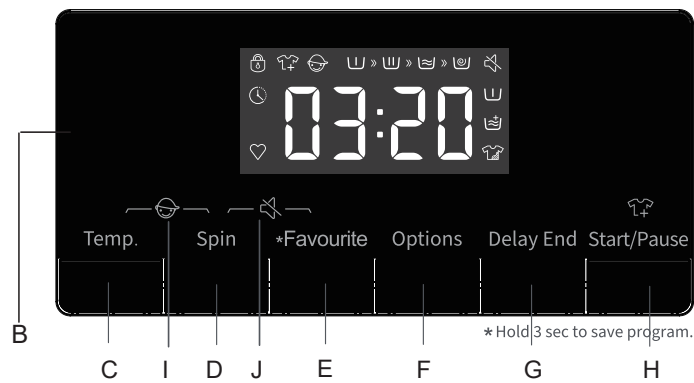 03:20
Temp. Spin *Favourite Options Delay End Start/Pause
B
* Hold 3 sec to save program.
C I D J E F G H